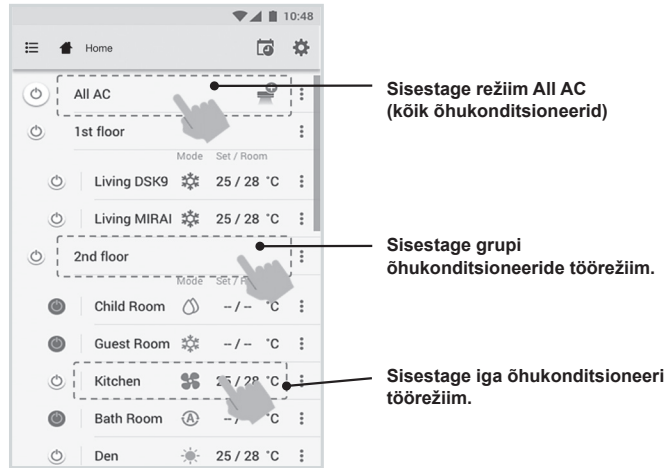 10:48
Home
All AC
Sisestage režiim All AC
(kõik õhukonditsioneerid)
1st floor
Mode Set / Room
Living DSK9 25 / 28 °C
Living MIRAI 25 / 28 °C
2nd floor
Sisestage grupi
õhukonditsioneeride töörežiim.
Mode Set /
Child Room -- / - °C
Guest Room -- / -- °C
Kitchen / 28 °C
Sisestage iga õhukonditsioneeri
töörežiim.
Bath Room - °C
Den 25 / 28 °C